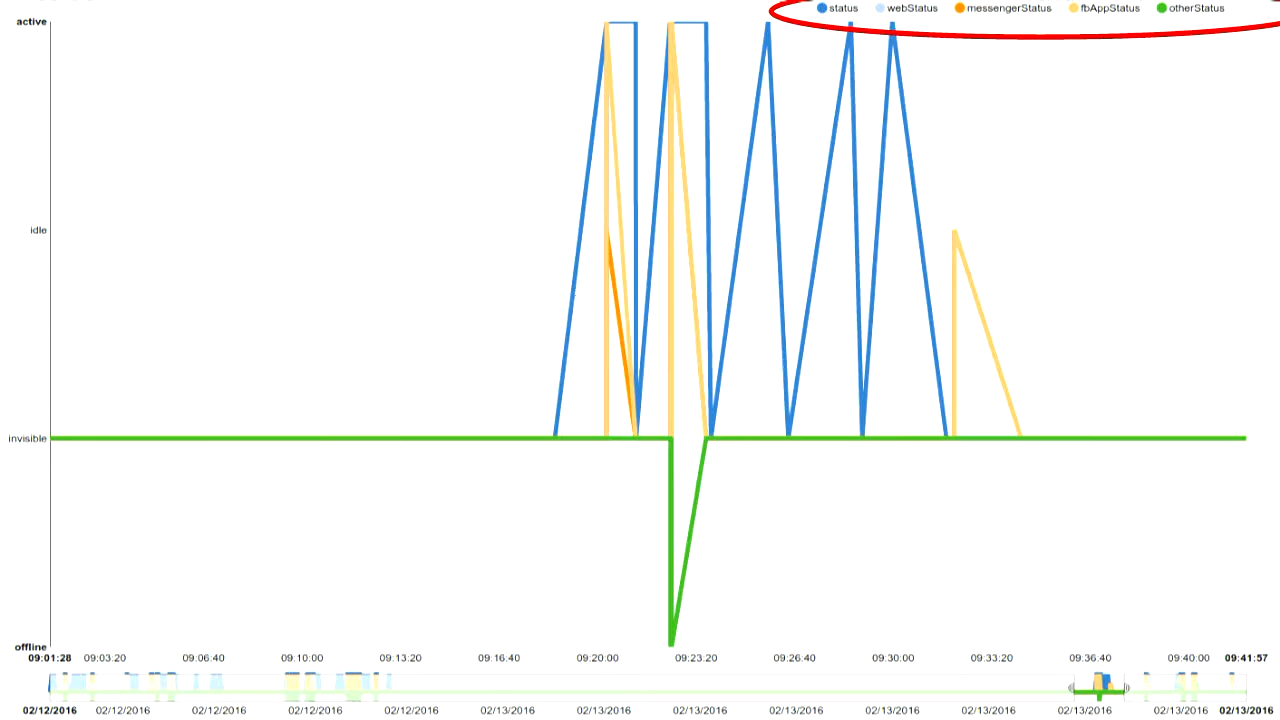 status webStatus messengerStatus fbAppStatus otherStatus
active
idle
invisible
offline
09:01:28 09:03:20 09:06:40 09:10:00 09:13:20 09:16:40 09:20:00 09:23:20 09:26:40 09:30:00 09:33:20 09:36:40 09:40:00 09:41:57
02/12/2016 02/12/2016 02/12/2016 02/12/2016 02/12/2016 02/13/2016 02/13/2016 02/13/2016 02/13/2016 02/13/2016 02/13/2016 02/13/2016 02/13/2016 02/13/2016